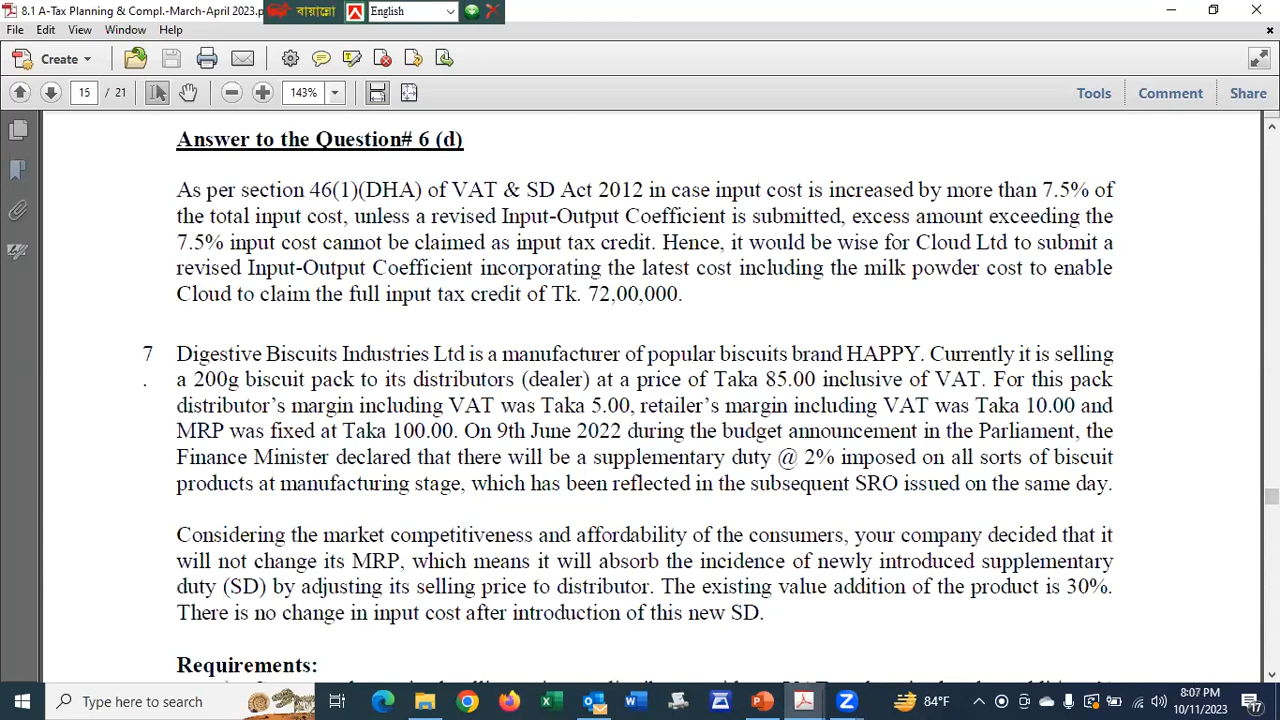 8.1 A-Tax Planning & Compl.-March-April 2023.p
বায়ান্নো
English
File Edit View Window Help
Create
15 / 21
143%
Tools Comment Share
Answer to the Question# 6 (d)
As per section 46(1)(DHA) of VAT & SD Act 2012 in case input cost is increased by more than 7.5% of
the total input cost, unless a revised Input-Output Coefficient is submitted, excess amount exceeding the
7.5% input cost cannot be claimed as input tax credit. Hence, it would be wise for Cloud Ltd to submit a
revised Input-Output Coefficient incorporating the latest cost including the milk powder cost to enable
Cloud to claim the full input tax credit of Tk. 72,00,000.
7 Digestive Biscuits Industries Ltd is a manufacturer of popular biscuits brand HAPPY. Currently it is selling
. a 200g biscuit pack to its distributors (dealer) at a price of Taka 85.00 inclusive of VAT. For this pack
distributor’s margin including VAT was Taka 5.00, retailer’s margin including VAT was Taka 10.00 and
MRP was fixed at Taka 100.00. On 9th June 2022 during the budget announcement in the Parliament, the
Finance Minister declared that there will be a supplementary duty @ 2% imposed on all sorts of biscuit
products at manufacturing stage, which has been reflected in the subsequent SRO issued on the same day.
Considering the market competitiveness and affordability of the consumers, your company decided that it
will not change its MRP, which means it will absorb the incidence of newly introduced supplementary
duty (SD) by adjusting its selling price to distributor. The existing value addition of the product is 30%.
There is no change in input cost after introduction of this new SD.
Requirements:
Type here to search
84°F
8:07 PM
10/11/2023
17